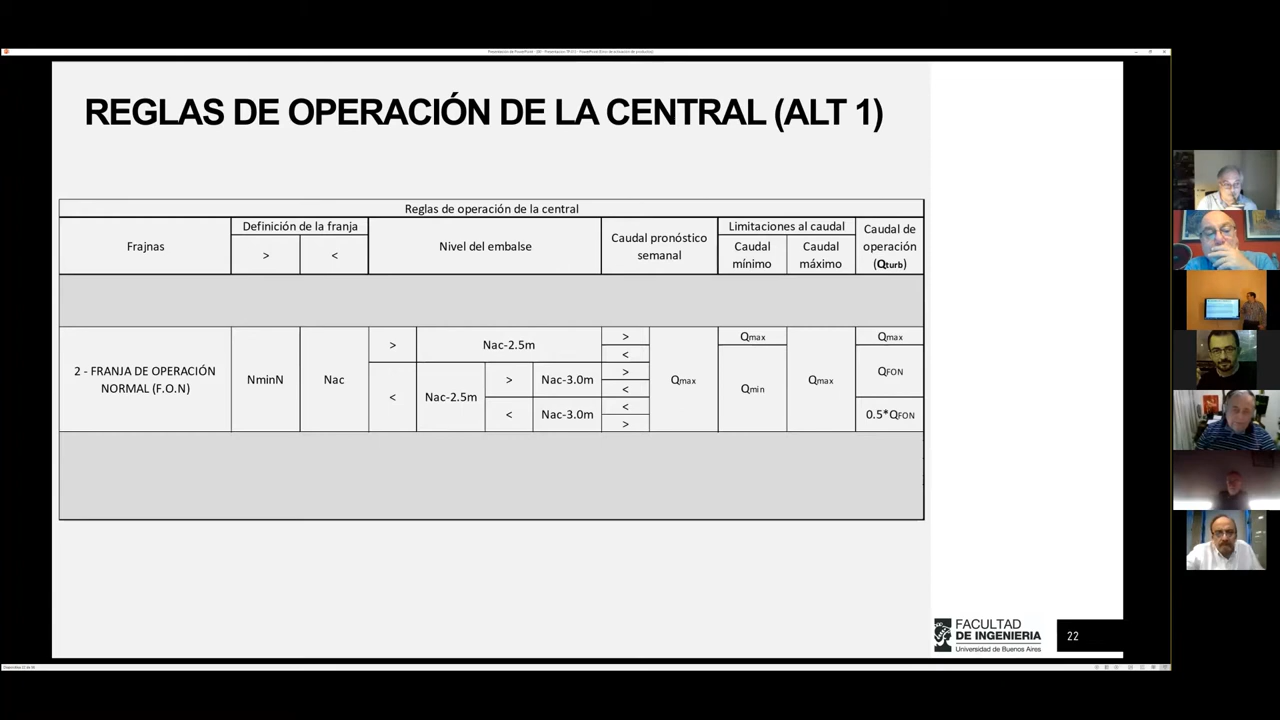 REGLAS DE OPERACIÓN DE LA CENTRAL (ALT 1)
Reglas de operación de la central
Frajnas
Definición de la franja
>
<
Nivel del embalse
Caudal pronóstico
semanal
Limitaciones al caudal
Caudal
mínimo
Caudal
máximo
Caudal de
operación
(Qturb)
2 - FRANJA DE OPERACIÓN
NORMAL (F.O.N)
NminN
Nac
>
Nac-2.5m
<
Nac-2.5m
>
Nac-3.0m
<
Nac-3.0m
>
<
>
<
<
>
Qmax
Qmax
Qmin
Qmax
Qmax
QFON
0.5*QFON
FACULTAD
DE INGENIERIA
Universidad de Buenos Aires
22